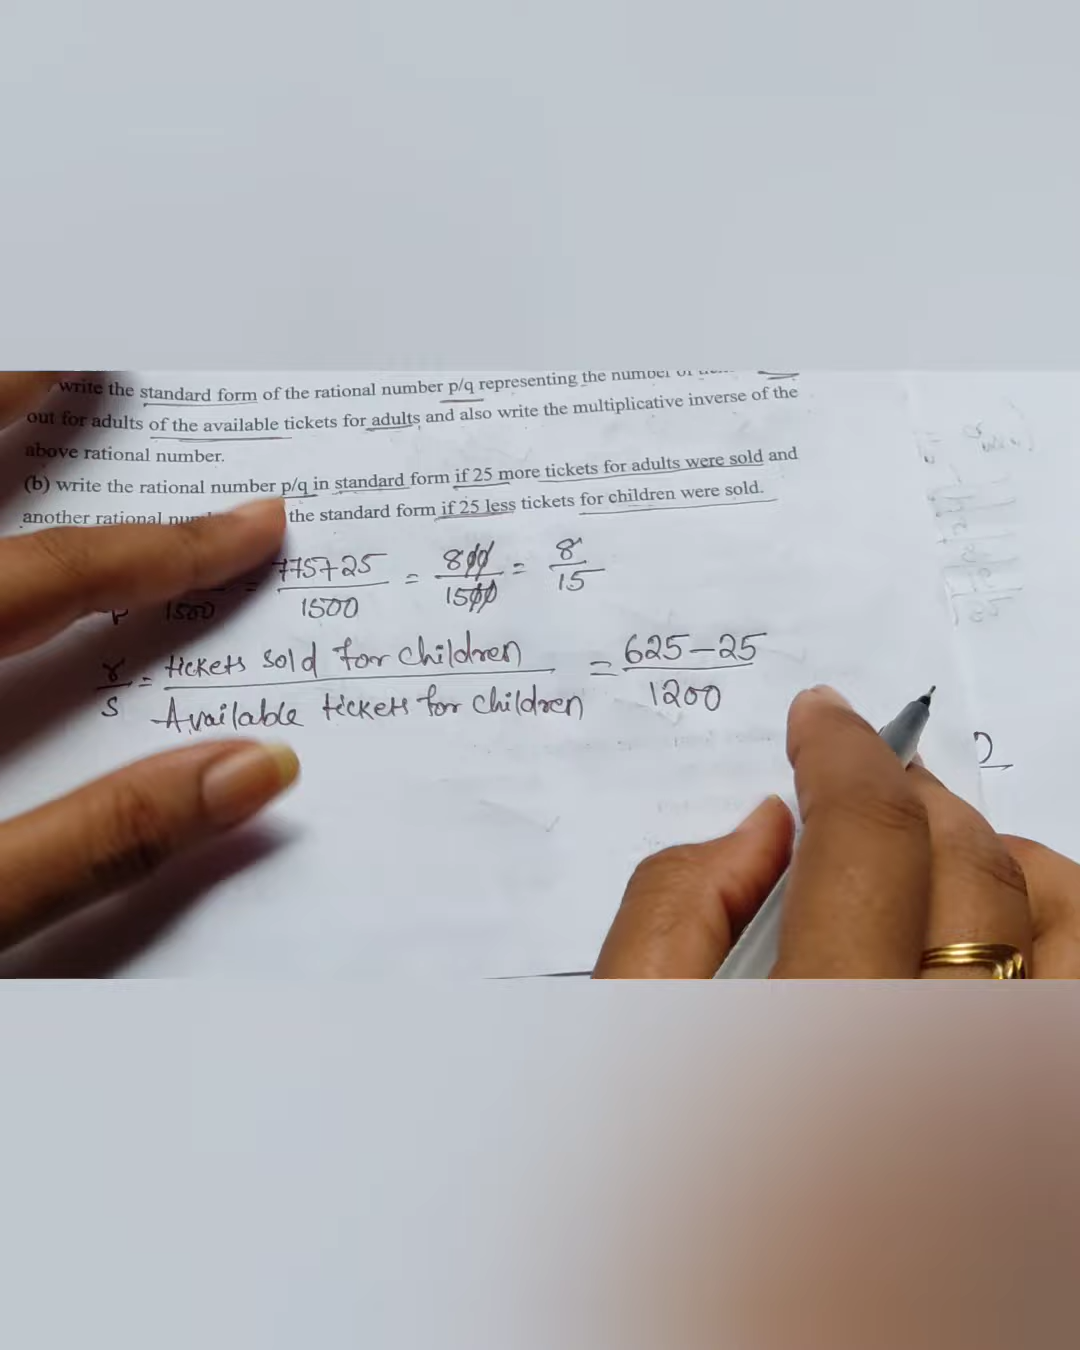 write the standard form of the rational number p/q representing the number of
out for adults of the available tickets for adults and also write the multiplicative inverse of the
above rational number.
(b) write the rational number p/q in standard form if 25 more tickets for adults were sold and
another rational the standard form if 25 less tickets for children were sold.
1500 = 775+25/1500 = 800/1500 = 8/15
r/s = tickets sold for children/Available tickets for children = 625-25/1200